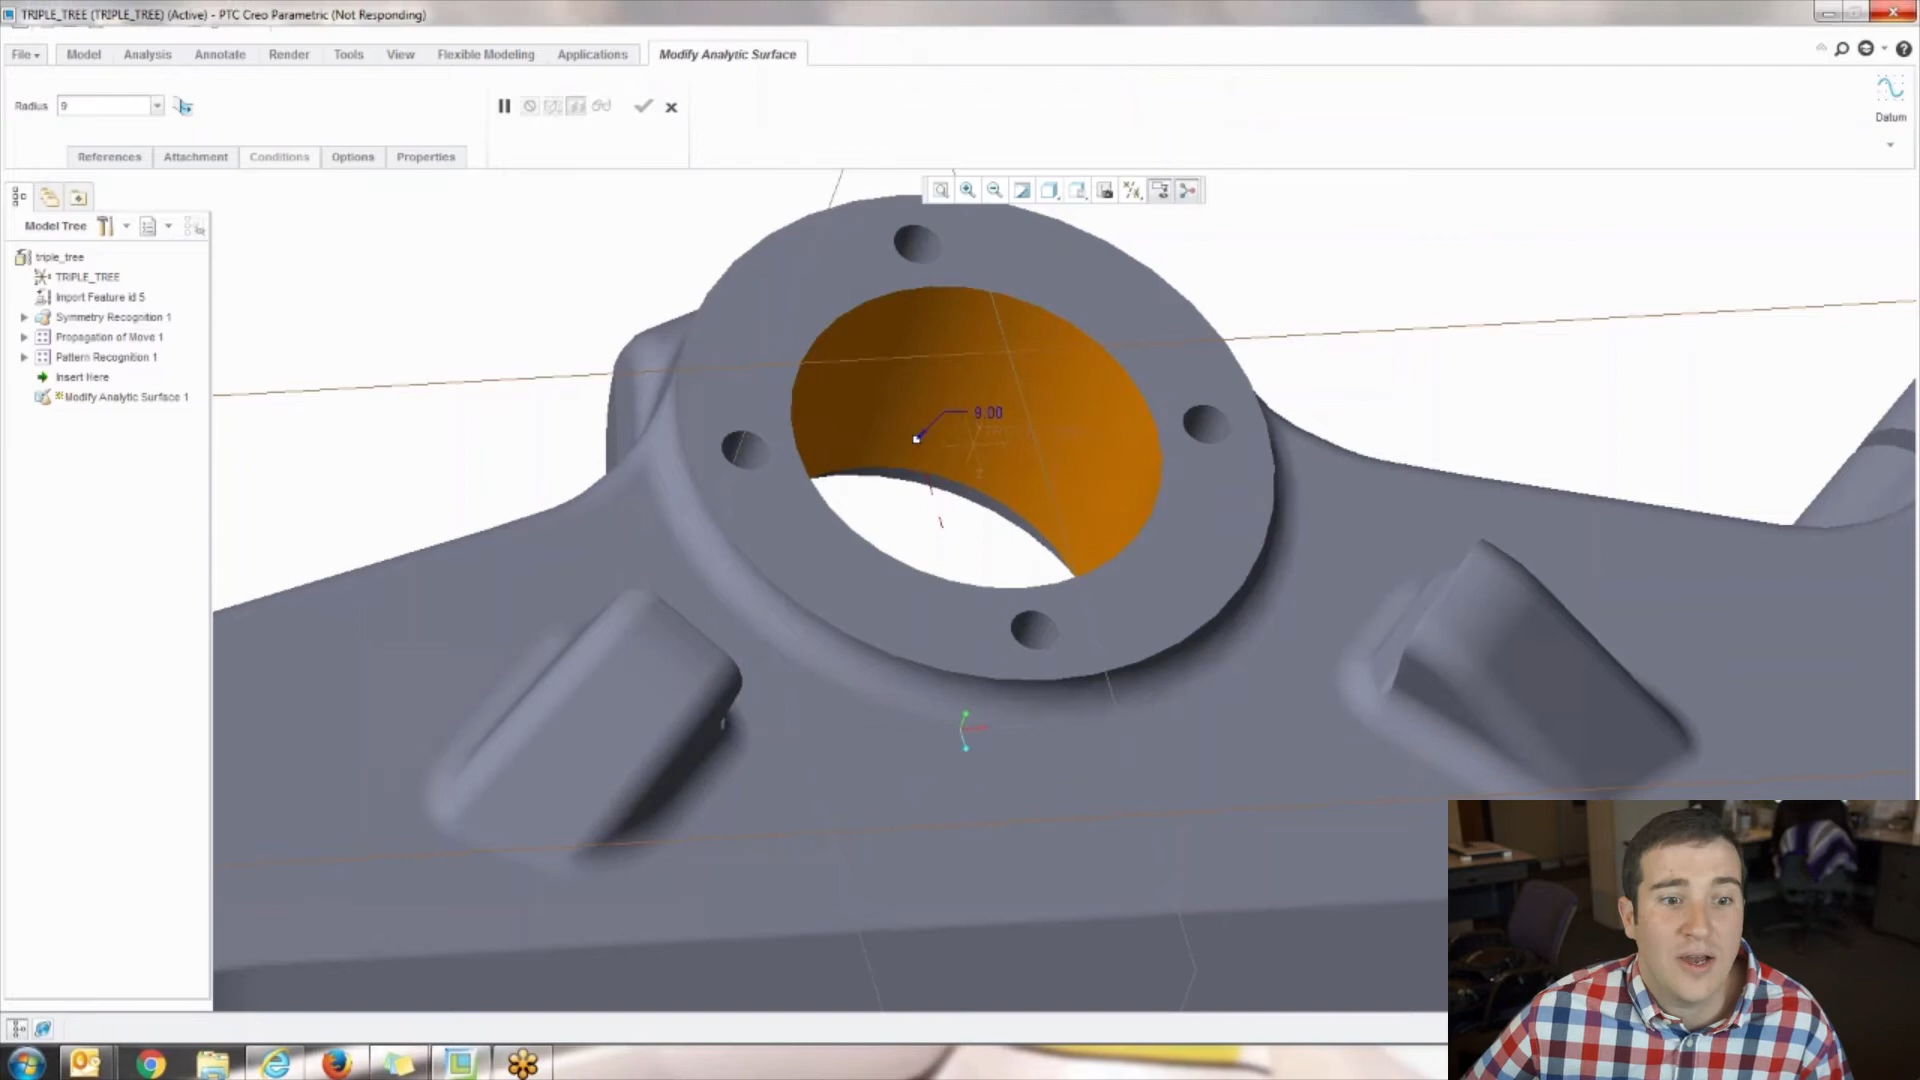 TRIPLE_TREE (TRIPLE_TREE) (Active) - PTC Creo Parametric (Not Responding)
File Model Analysis Annotate Render Tools View Flexible Modeling Applications Modify Analytic Surface
Radius 9
Datum
References Attachment Conditions Options Properties
Model Tree
triple_tree
TRIPLE_TREE
Import Feature id 5
Symmetry Recognition 1
Propagation of Move 1
Pattern Recognition 1
Insert Here
Modify Analytic Surface 1
9.00